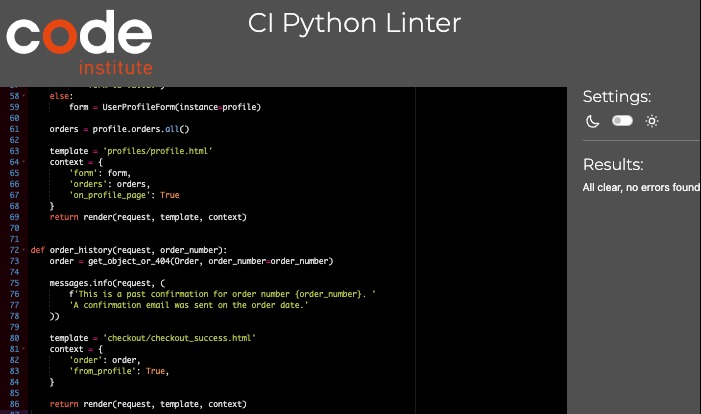 code
institute
CI Python Linter
58 else:
59 form = UserProfileForm(instance=profile)
60
61 orders = profile.orders.all()
62
63 template = 'profiles/profile.html'
64 context = {
65 'form': form,
66 'orders': orders,
67 'on_profile_page': True
68 }
69 return render(request, template, context)
70
71
72 def order_history(request, order_number):
73 order = get_object_or_404(Order, order_number=order_number)
74
75 messages.info(request, (
76 f'This is a past confirmation for order number {order_number}. '
77 'A confirmation email was sent on the order date.'
78 ))
79
80 template = 'checkout/checkout_success.html'
81 context = {
82 'order': order,
83 'from_profile': True,
84 }
85
86 return render(request, template, context)
Settings:
Results:
All clear, no errors found